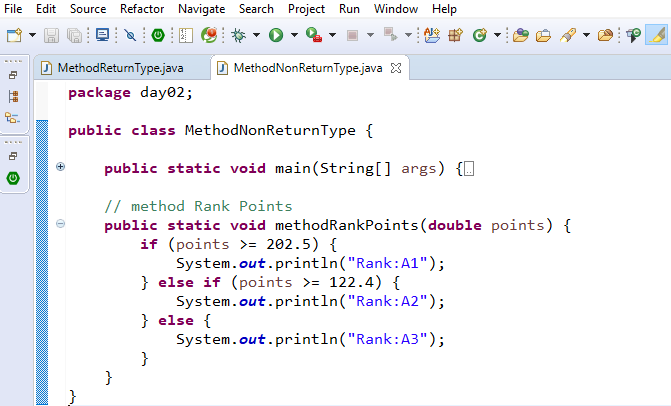 File Edit Source Refactor Navigate Search Project Run Window Help
MethodReturnType.java MethodNonReturnType.java
package day02;
public class MethodNonReturnType {
public static void main(String[] args) {
// method Rank Points
public static void methodRankPoints(double points) {
if (points >= 202.5) {
System.out.println("Rank:A1");
} else if (points >= 122.4) {
System.out.println("Rank:A2");
} else {
System.out.println("Rank:A3");
}
}
}